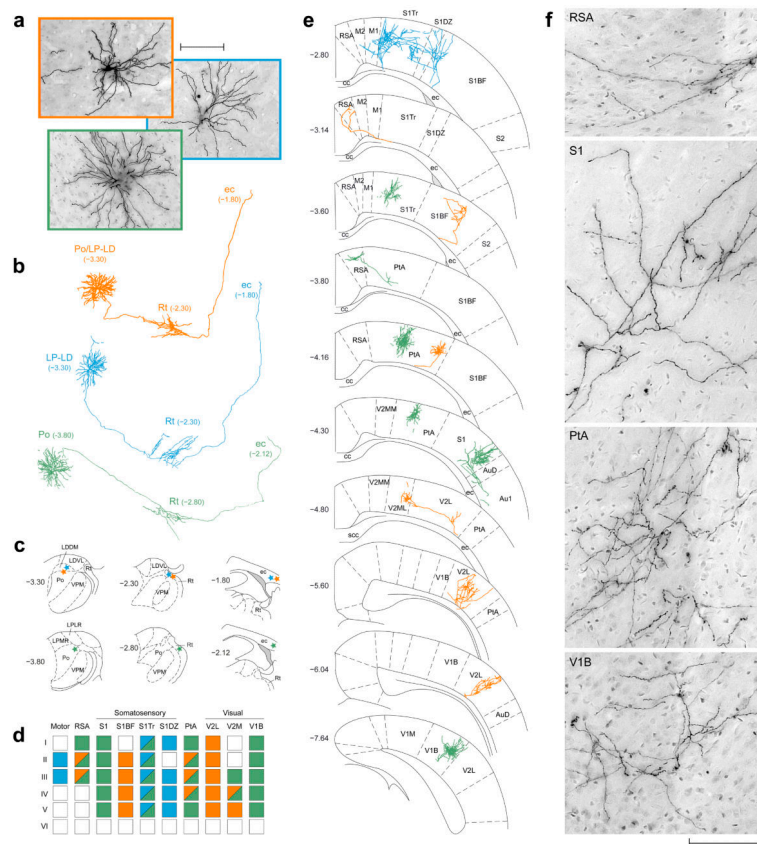 a
b
Po/LP-LD
(−3.30)
Rt (-2.30)
ec
(−1.80)
LP-LD
(−3.30)
Rt (−2.30)
ec
(−1.80)
Po (−3.80)
Rt (−2.80)
ec
(−2.12)
c
LDDM
LDVL
Rt
Po
VPM
−3.30
LDVL
Rt
VPM
−2.30
ec
Rt
−1.80
LPLR
LPMR
Po
VPM
−3.80
Po
Rt
VPM
−2.80
ec
Rt
−2.12
d
Somatosensory Visual
Motor RSA S1 S1BF S1Tr S1DZ PtA V2L V2M V1B
I
II
III
IV
V
VI
e
S1Tr S1DZ
RSA M2 M1
−2.80
S1BF
cc ec
RSA M2 M1
−3.14
S1Tr
S1DZ
S2
cc
RSA M2 M1
−3.60
S1Tr S1BF
S2
cc ec
PtA
−3.80
RSA
S1BF
cc ec
−4.16
RSA PtA
S1BF
cc ec
V2MM
−4.30
PtA S1
AuD
Au1
cc ec
V2MM
−4.80
V2ML V2L
PtA
scc ec
−5.60
V1B V2L
PtA
−6.04
V1B V2L
AuD
−7.64
V1M V1B
V2L
f
RSA
S1
PtA
V1B